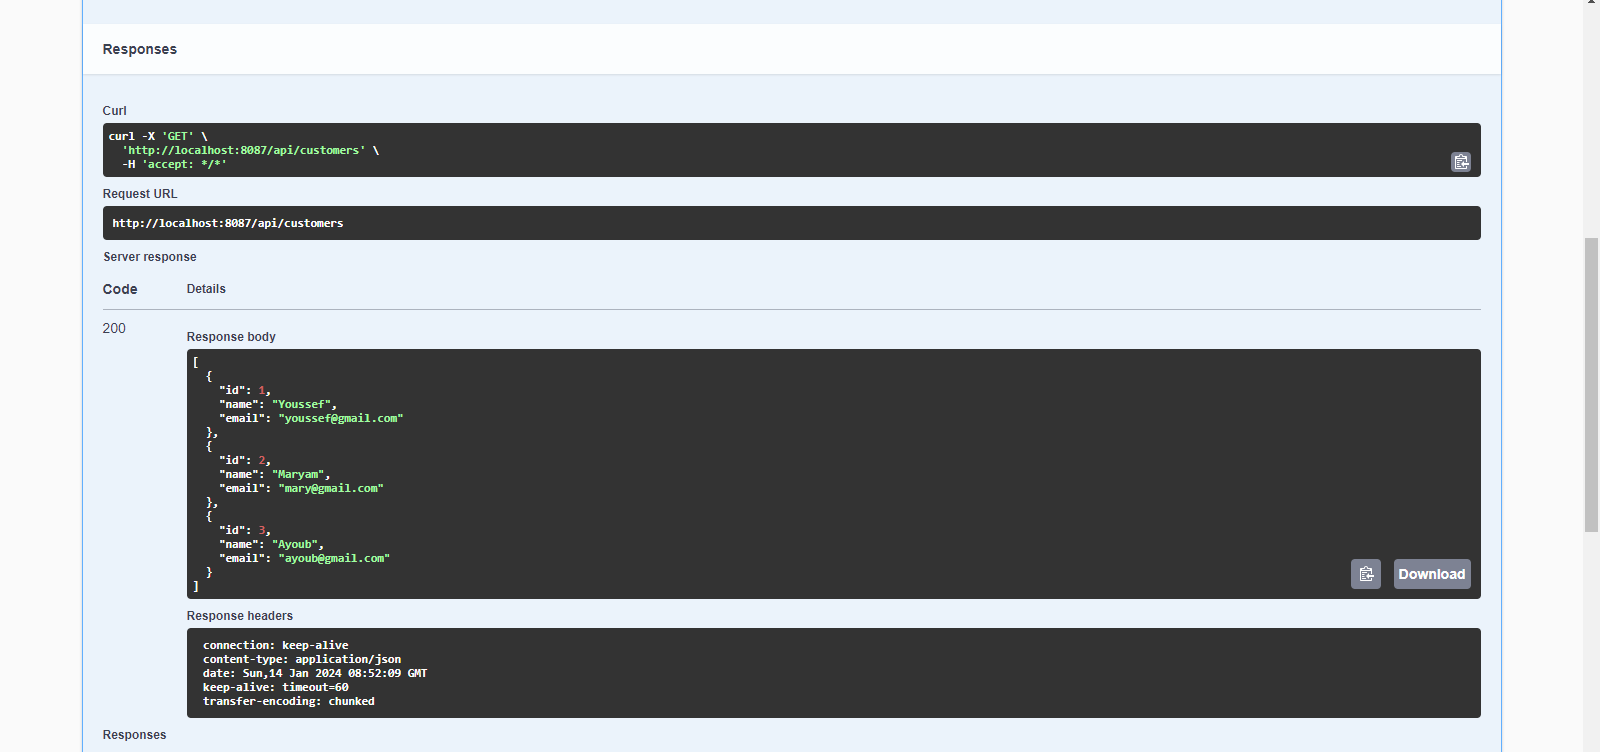 Responses
Curl
curl -X 'GET' \
  'http://localhost:8087/api/customers' \
  -H 'accept: */*'
Request URL
http://localhost:8087/api/customers
Server response
Code Details
200
Response body
[
  {
    "id": 1,
    "name": "Youssef",
    "email": "youssef@gmail.com"
  },
  {
    "id": 2,
    "name": "Maryam",
    "email": "mary@gmail.com"
  },
  {
    "id": 3,
    "name": "Ayoub",
    "email": "ayoub@gmail.com"
  }
]
Download
Response headers
connection: keep-alive
content-type: application/json
date: Sun,14 Jan 2024 08:52:09 GMT
keep-alive: timeout=60
transfer-encoding: chunked
Responses